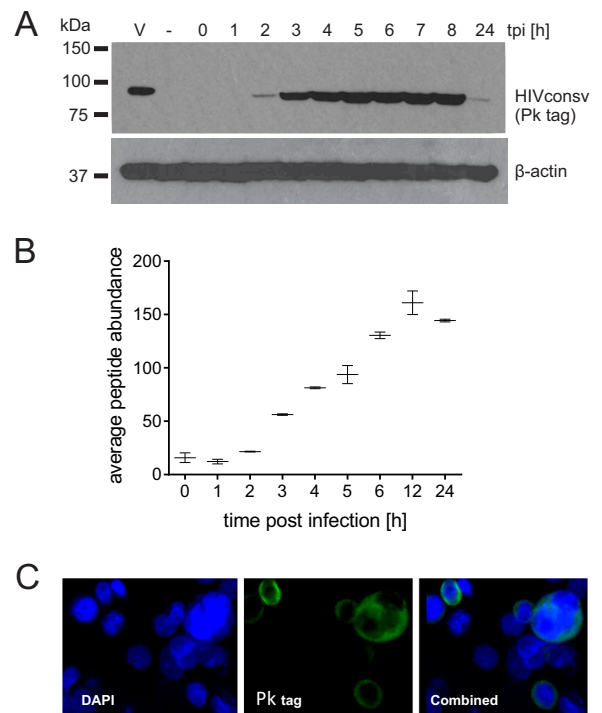 A
kDa V - 0 1 2 3 4 5 6 7 8 24 tpi [h]
150
100
75
HIVconsv
(Pk tag)
37
β-actin
B
average peptide abundance
200
150
100
50
0
0 1 2 3 4 5 6 12 24
time post infection [h]
C
DAPI Pk tag Combined